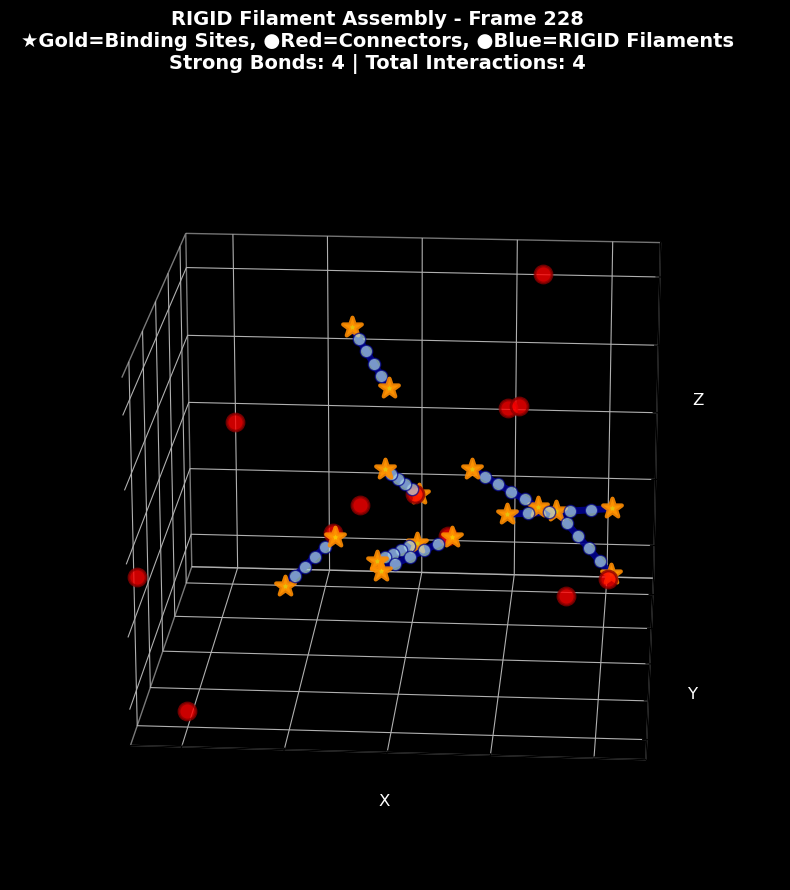 RIGID Filament Assembly - Frame 228
★Gold=Binding Sites, ●Red=Connectors, ●Blue=RIGID Filaments
Strong Bonds: 4 | Total Interactions: 4
Z
Y
X